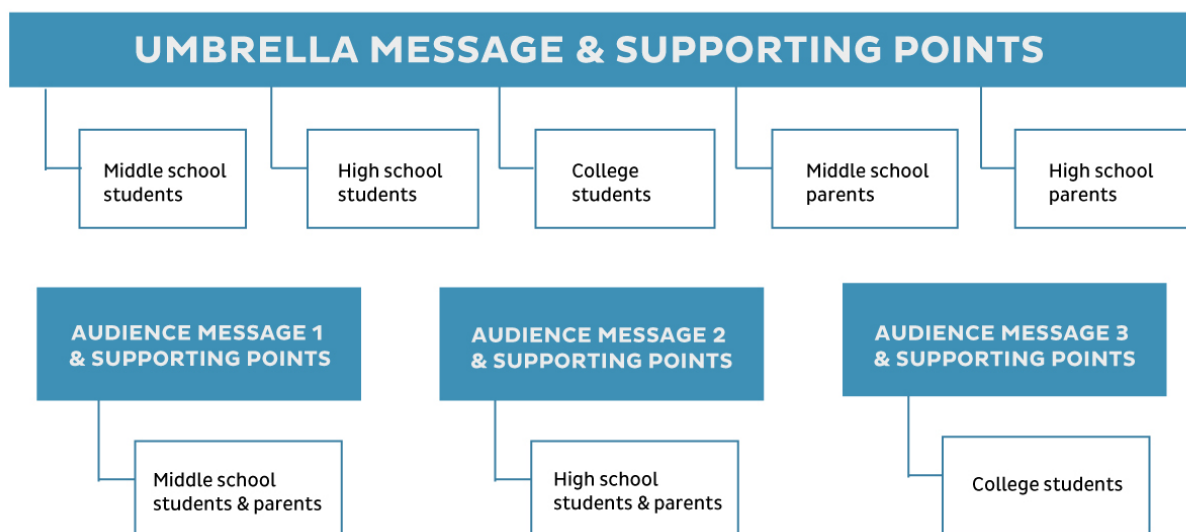 UMBRELLA MESSAGE & SUPPORTING POINTS
Middle school
students
High school
students
College
students
Middle school
parents
High school
parents
AUDIENCE MESSAGE 1
& SUPPORTING POINTS
AUDIENCE MESSAGE 2
& SUPPORTING POINTS
AUDIENCE MESSAGE 3
& SUPPORTING POINTS
Middle school
students & parents
High school
students & parents
College students